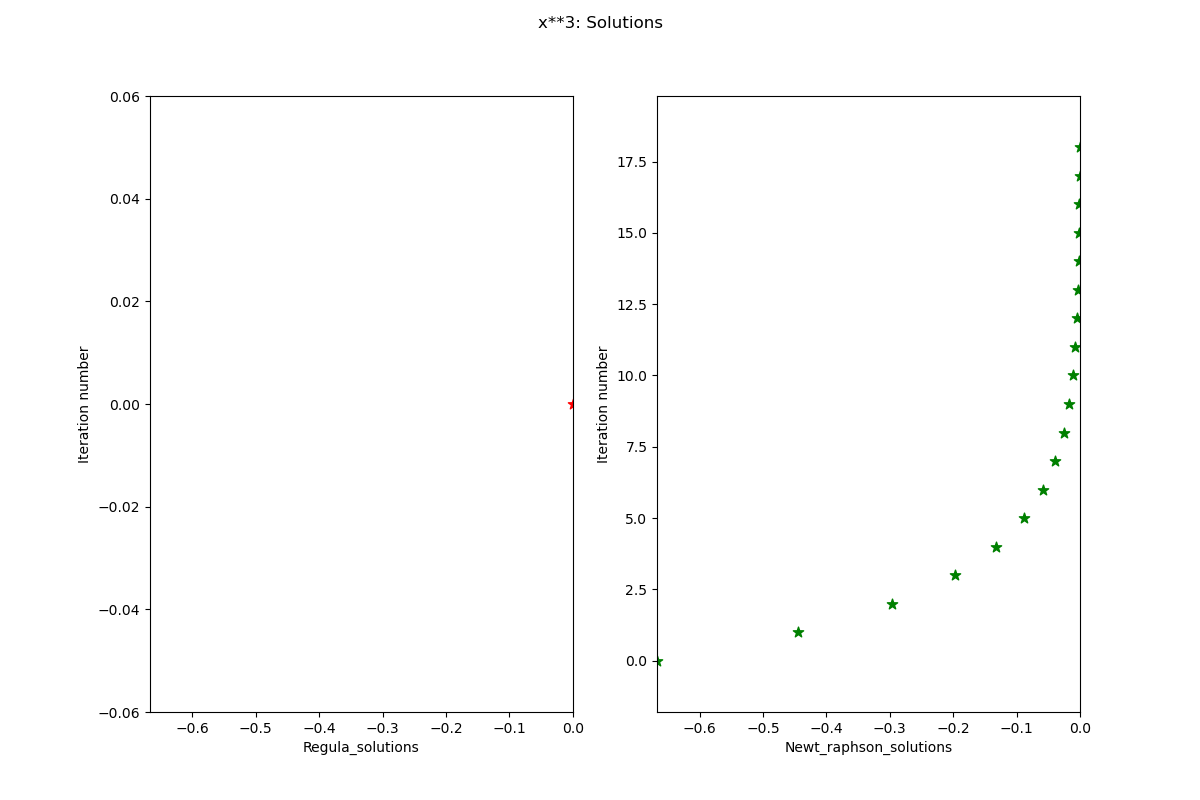 x**3: Solutions
0.06
0.04
0.02
0.00
−0.02
−0.04
−0.06
Iteration number
−0.6 −0.5 −0.4 −0.3 −0.2 −0.1 0.0
Regula_solutions
17.5
15.0
12.5
10.0
7.5
5.0
2.5
0.0
Iteration number
−0.6 −0.5 −0.4 −0.3 −0.2 −0.1 0.0
Newt_raphson_solutions